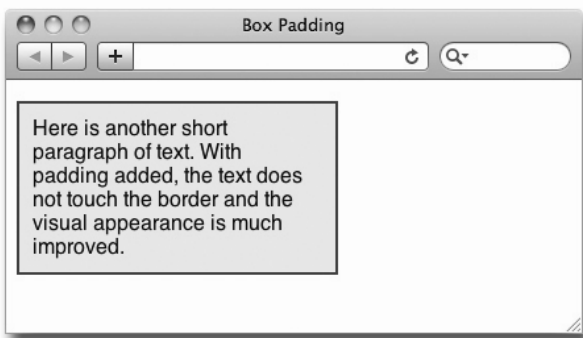 Box Padding
Here is another short
paragraph of text. With
padding added, the text does
not touch the border and the
visual appearance is much
improved.